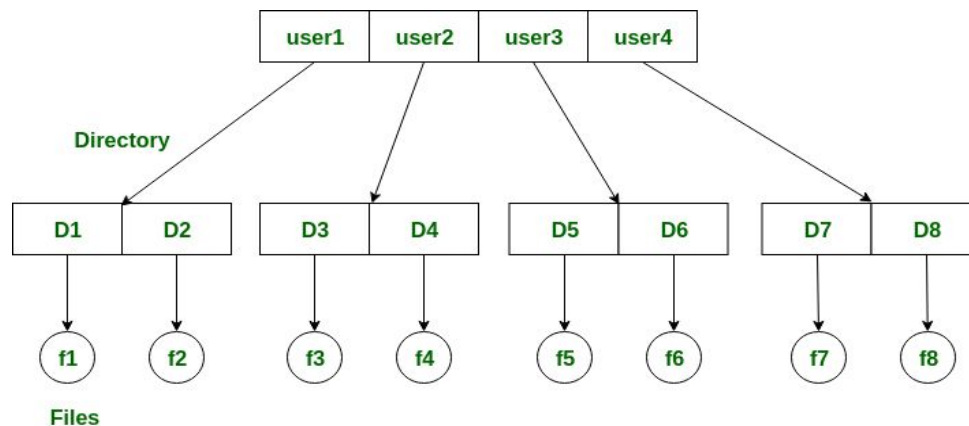 user1 user2 user3 user4
Directory
D1 D2 D3 D4 D5 D6 D7 D8
f1 f2 f3 f4 f5 f6 f7 f8
Files